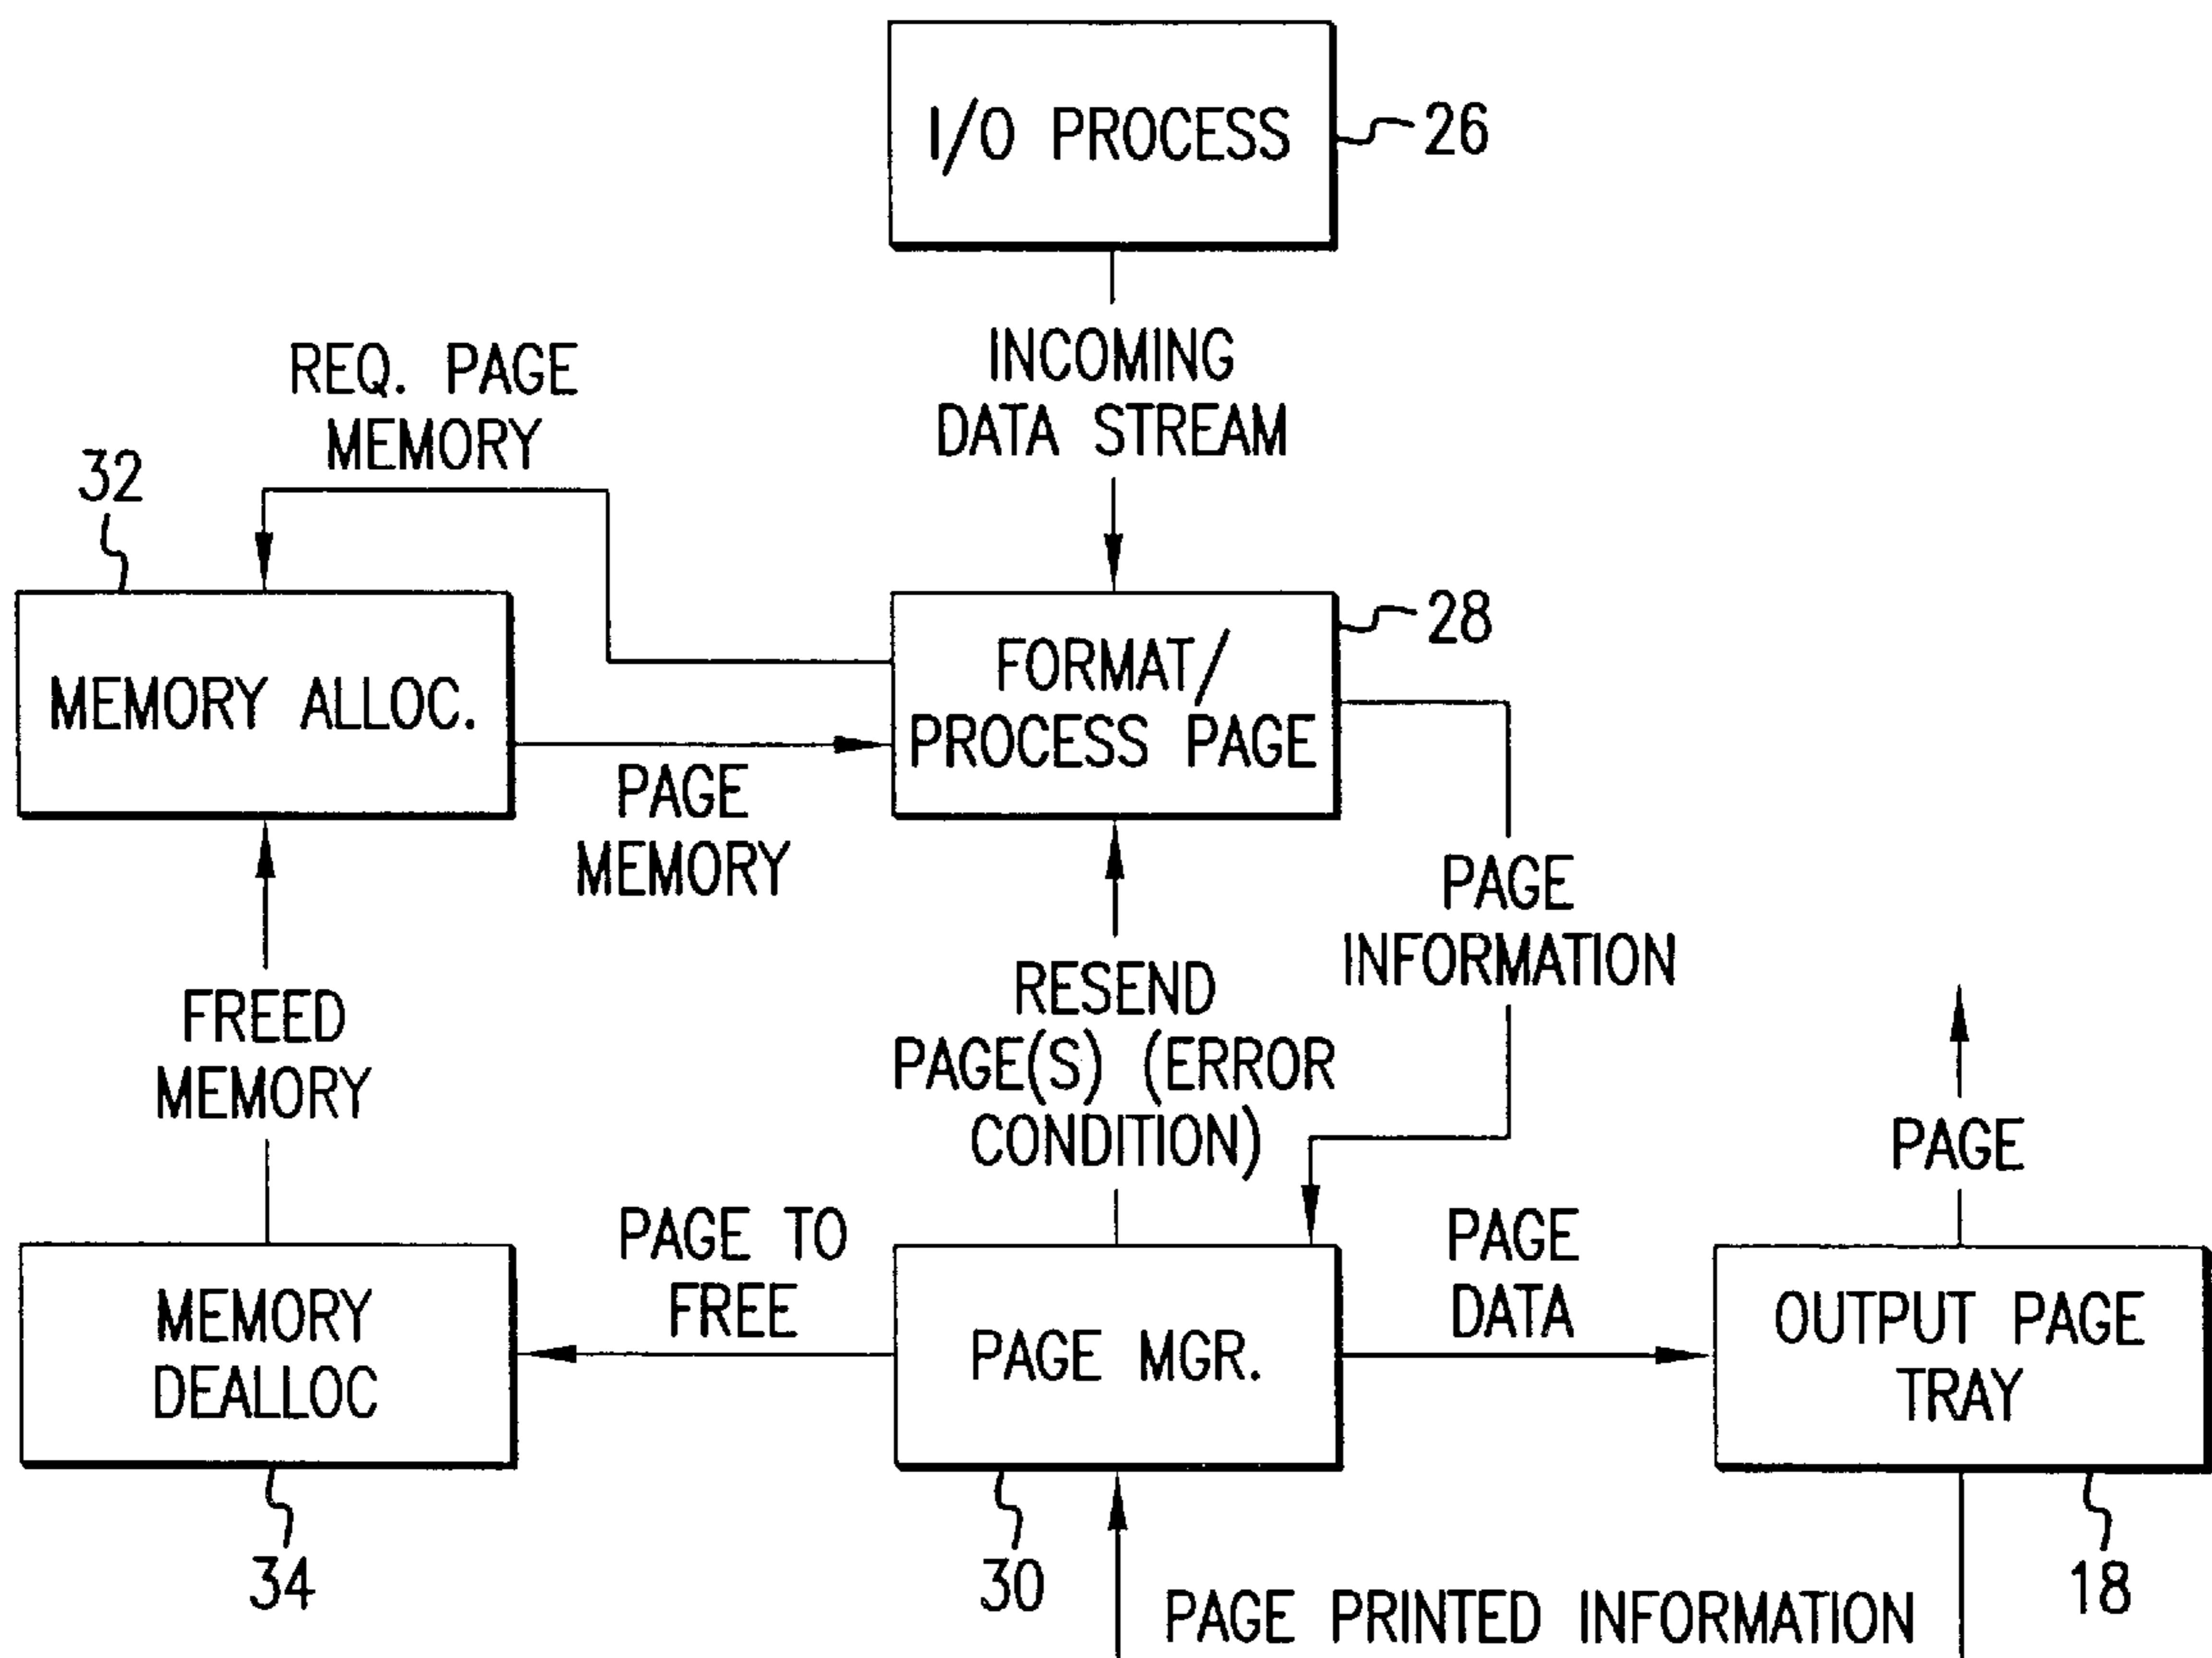 I/O PROCESS
26
INCOMING
DATA STREAM
REQ. PAGE
MEMORY
32
MEMORY ALLOC.
28
FORMAT/
PROCESS PAGE
PAGE
MEMORY
PAGE
INFORMATION
FREED
MEMORY
RESEND
PAGE(S) (ERROR
CONDITION)
PAGE
PAGE TO
FREE
PAGE
DATA
MEMORY
DEALLOC
PAGE MGR.
OUTPUT PAGE
TRAY
34
30
18
PAGE PRINTED INFORMATION